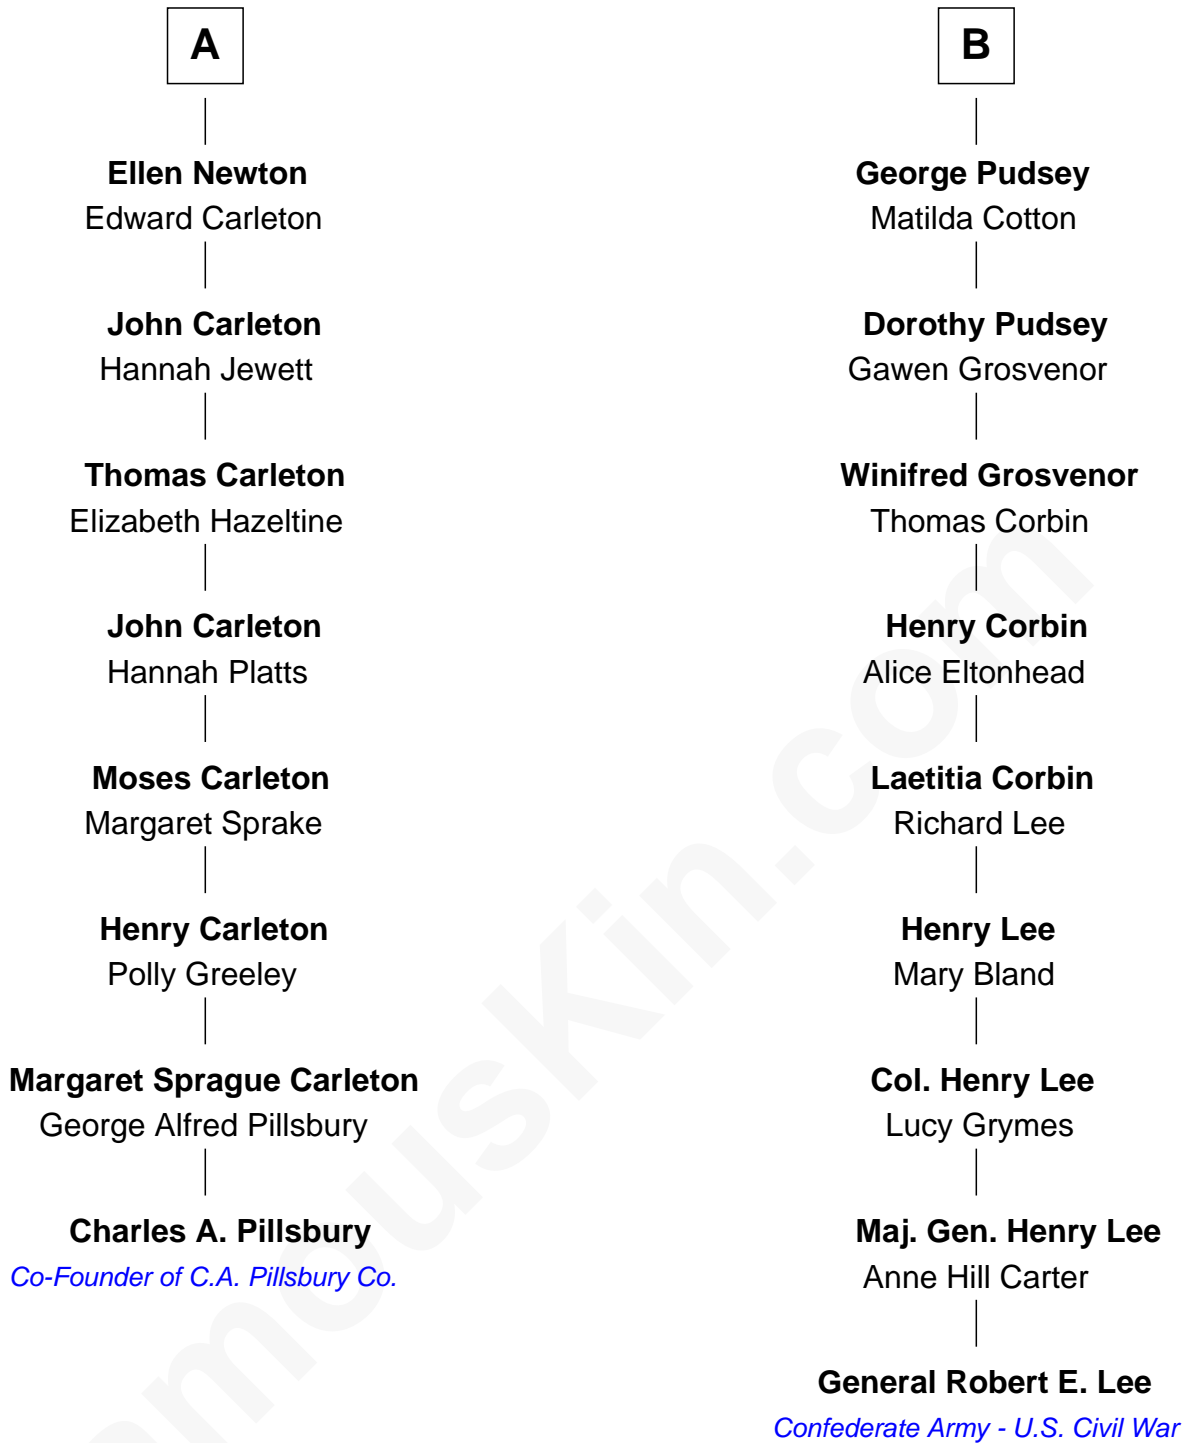 A
Ellen Newton
Edward Carleton
John Carleton
Hannah Jewett
Thomas Carleton
Elizabeth Hazeltine
John Carleton
Hannah Platts
Moses Carleton
Margaret Sprake
Henry Carleton
Polly Greeley
Margaret Sprague Carleton
George Alfred Pillsbury
Charles A. Pillsbury
Co-Founder of C.A. Pillsbury Co.
B
George Pudsey
Matilda Cotton
Dorothy Pudsey
Gawen Grosvenor
Winifred Grosvenor
Thomas Corbin
Henry Corbin
Alice Eltonhead
Laetitia Corbin
Richard Lee
Henry Lee
Mary Bland
Col. Henry Lee
Lucy Grymes
Maj. Gen. Henry Lee
Anne Hill Carter
General Robert E. Lee
Confederate Army - U.S. Civil War
amouskin.com